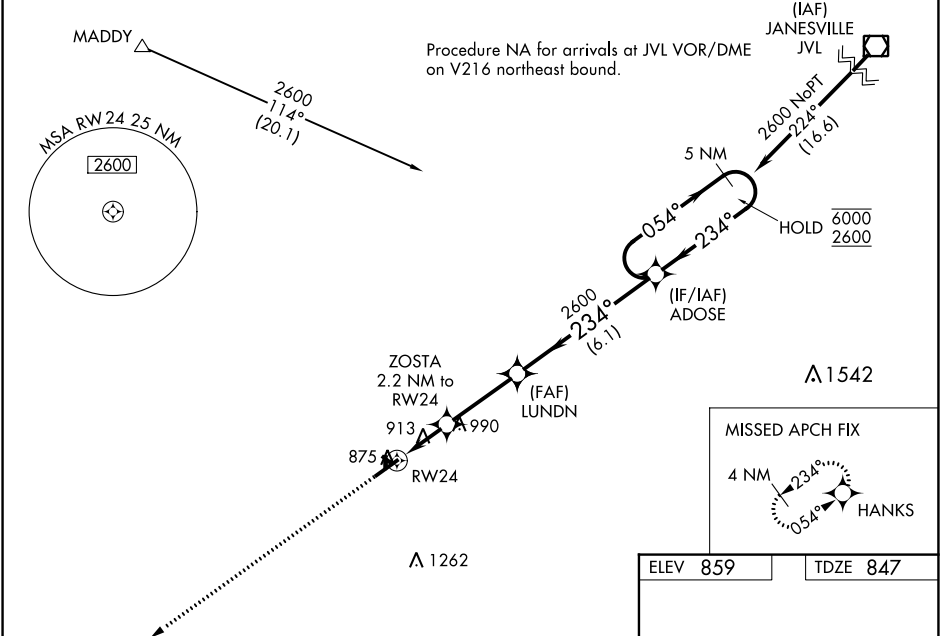 MADDY
2600
114°
(20.1)
MSA RW 24 25 NM
2600
Procedure NA for arrivals at JVL VOR/DME
on V216 northeast bound.
(IAF)
JANESVILLE
JVL
2600 NoPT
224°
(16.6)
5 NM
054°
234°
HOLD
6000
2600
(IF/IAF)
ADOSE
2600
234°
(6.1)
ZOSTA
2.2 NM to
RW24
(FAF)
LUNDN
913
990
875
RW24
1542
1262
MISSED APCH FIX
4 NM
234°
054°
HANKS
ELEV 859
TDZE 847